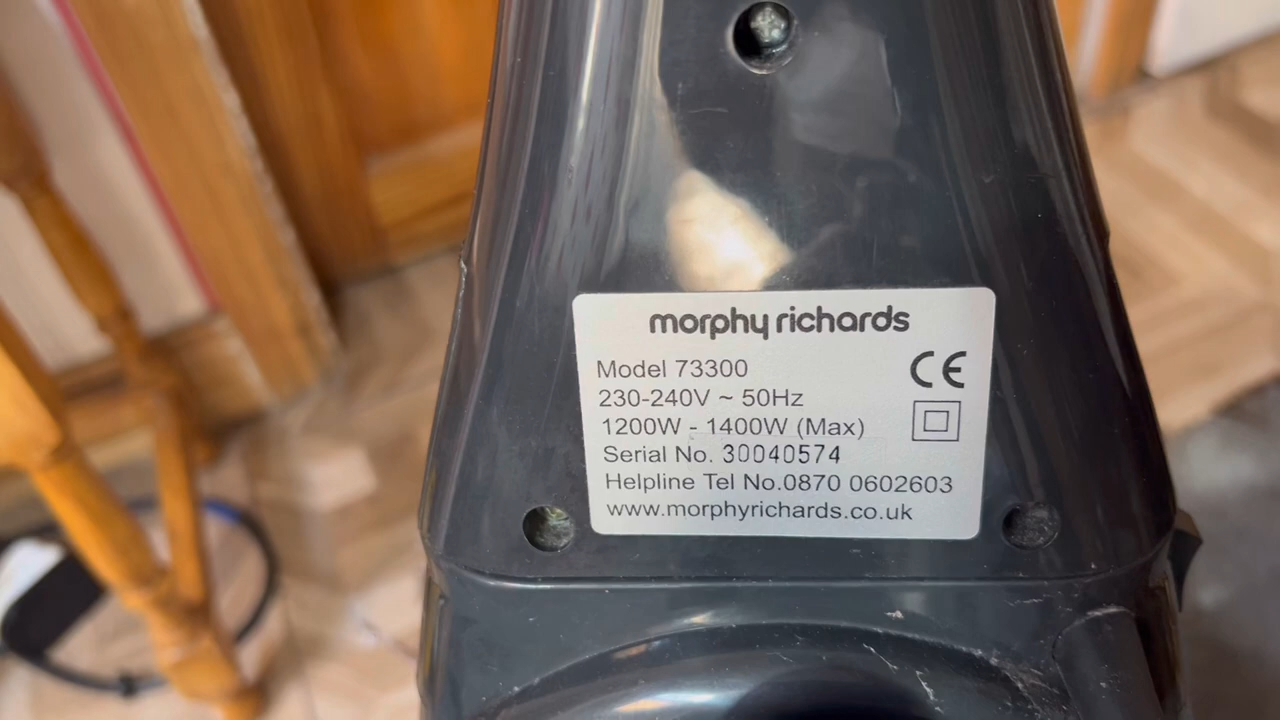 morphy richards
Model 73300
CE
230-240V ~ 50Hz
1200W - 1400W (Max)
Serial No. 30040574
Helpline Tel No.0870 0602603
www.morphyrichards.co.uk